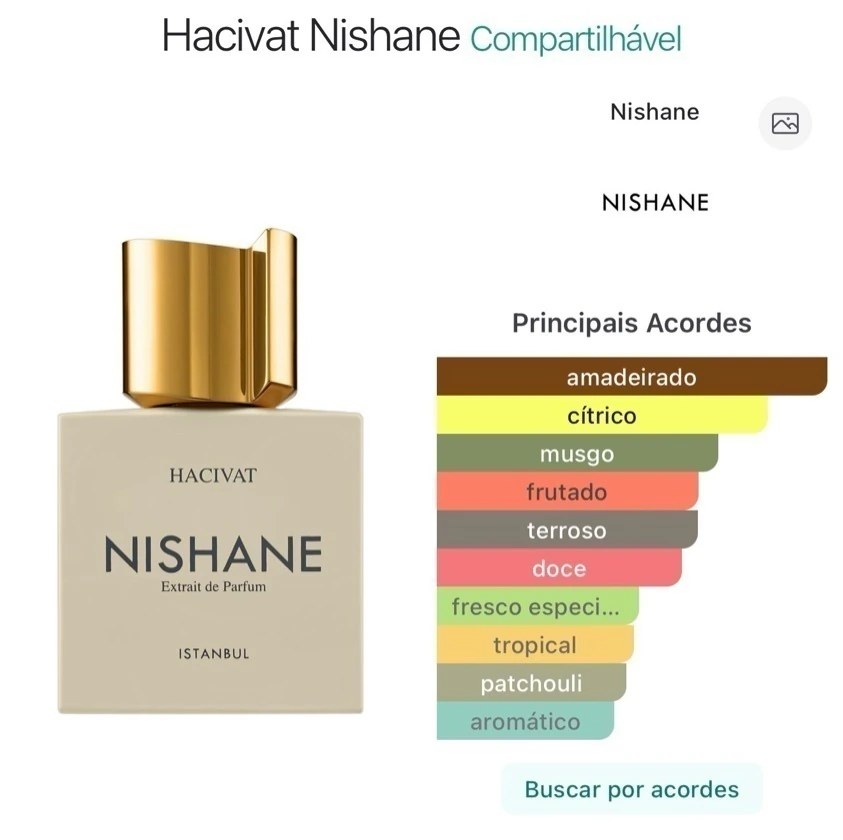 Hacivat Nishane Compartilhável
Nishane
NISHANE
HACIVAT
NISHANE
Extrait de Parfum
ISTANBUL
Principais Acordes
amadeirado
cítrico
musgo
frutado
terroso
doce
fresco especi...
tropical
patchouli
aromático
Buscar por acordes